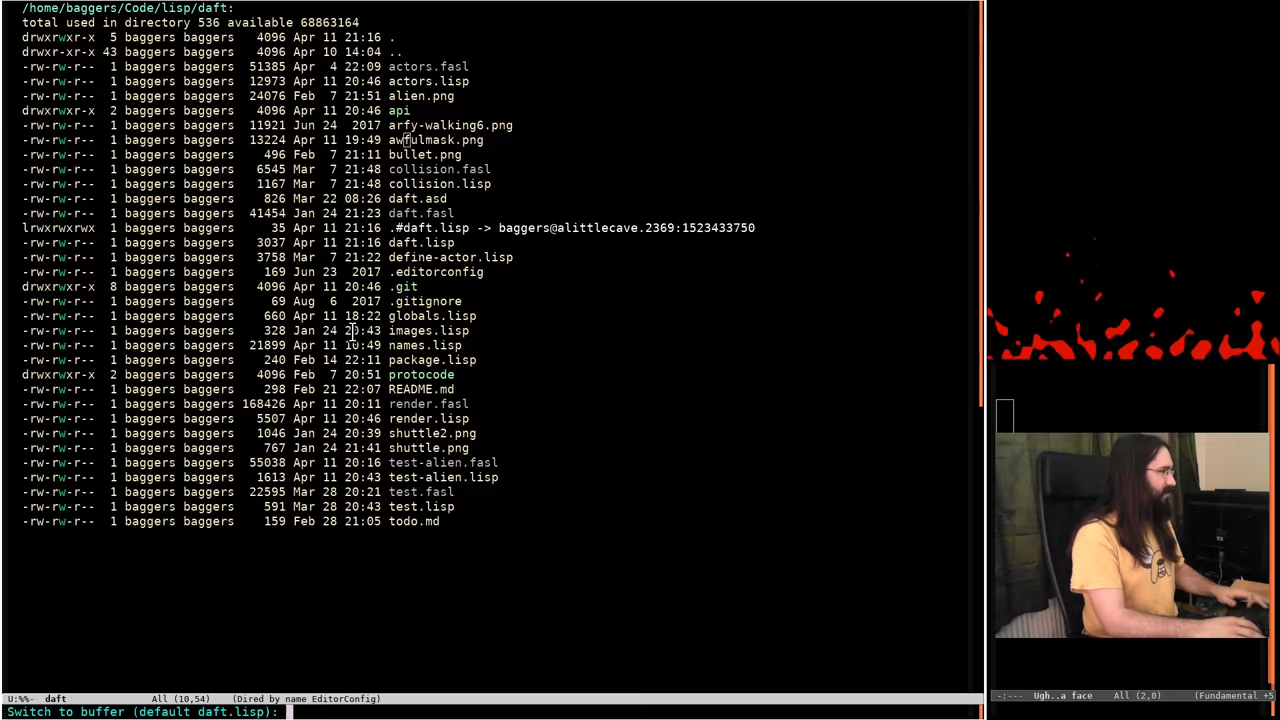 /home/baggers/Code/lisp/daft:
total used in directory 536 available 68863164
drwxrwxr-x  5 baggers baggers   4096 Apr 11 21:16 .
drwxr-xr-x 43 baggers baggers   4096 Apr 10 14:04 ..
-rw-rw-r--  1 baggers baggers  51385 Apr  4 22:09 actors.fasl
-rw-rw-r--  1 baggers baggers  12973 Apr 11 20:46 actors.lisp
-rw-rw-r--  1 baggers baggers  24076 Feb  7 21:51 alien.png
drwxrwxr-x  2 baggers baggers   4096 Apr 11 20:46 api
-rw-rw-r--  1 baggers baggers  11921 Jun 24  2017 arfy-walking6.png
-rw-rw-r--  1 baggers baggers  13224 Apr 11 19:49 awfulmask.png
-rw-rw-r--  1 baggers baggers    496 Feb  7 21:11 bullet.png
-rw-rw-r--  1 baggers baggers   6545 Mar  7 21:48 collision.fasl
-rw-rw-r--  1 baggers baggers   1167 Mar  7 21:48 collision.lisp
-rw-rw-r--  1 baggers baggers    826 Mar 22 08:26 daft.asd
-rw-rw-r--  1 baggers baggers  41454 Jan 24 21:23 daft.fasl
lrwxrwxrwx  1 baggers baggers     35 Apr 11 21:16 .#daft.lisp -> baggers@alittlecave.2369:1523433750
-rw-rw-r--  1 baggers baggers   3037 Apr 11 21:16 daft.lisp
-rw-rw-r--  1 baggers baggers   3758 Mar  7 21:22 define-actor.lisp
-rw-rw-r--  1 baggers baggers    169 Jun 23  2017 .editorconfig
drwxrwxr-x  8 baggers baggers   4096 Apr 11 20:46 .git
-rw-rw-r--  1 baggers baggers     69 Aug  6  2017 .gitignore
-rw-rw-r--  1 baggers baggers    660 Apr 11 18:22 globals.lisp
-rw-rw-r--  1 baggers baggers    328 Jan 24 20:43 images.lisp
-rw-rw-r--  1 baggers baggers  21899 Apr 11 10:49 names.lisp
-rw-rw-r--  1 baggers baggers    240 Feb 14 22:11 package.lisp
drwxrwxr-x  2 baggers baggers   4096 Feb  7 20:51 protocode
-rw-rw-r--  1 baggers baggers    298 Feb 21 22:07 README.md
-rw-rw-r--  1 baggers baggers 168426 Apr 11 20:11 render.fasl
-rw-rw-r--  1 baggers baggers   5507 Apr 11 20:46 render.lisp
-rw-rw-r--  1 baggers baggers   1046 Jan 24 20:39 shuttle2.png
-rw-rw-r--  1 baggers baggers    767 Jan 24 21:41 shuttle.png
-rw-rw-r--  1 baggers baggers  55038 Apr 11 20:16 test-alien.fasl
-rw-rw-r--  1 baggers baggers   1613 Apr 11 20:43 test-alien.lisp
-rw-rw-r--  1 baggers baggers  22595 Mar 28 20:21 test.fasl
-rw-rw-r--  1 baggers baggers    591 Mar 28 20:43 test.lisp
-rw-rw-r--  1 baggers baggers    159 Feb 28 21:05 todo.md
U:%%-  daft           All (10,54)    (Dired by name EditorConfig)
-:---  Ugh..a face    All (2,0)      (Fundamental +5
Switch to buffer (default daft.lisp):